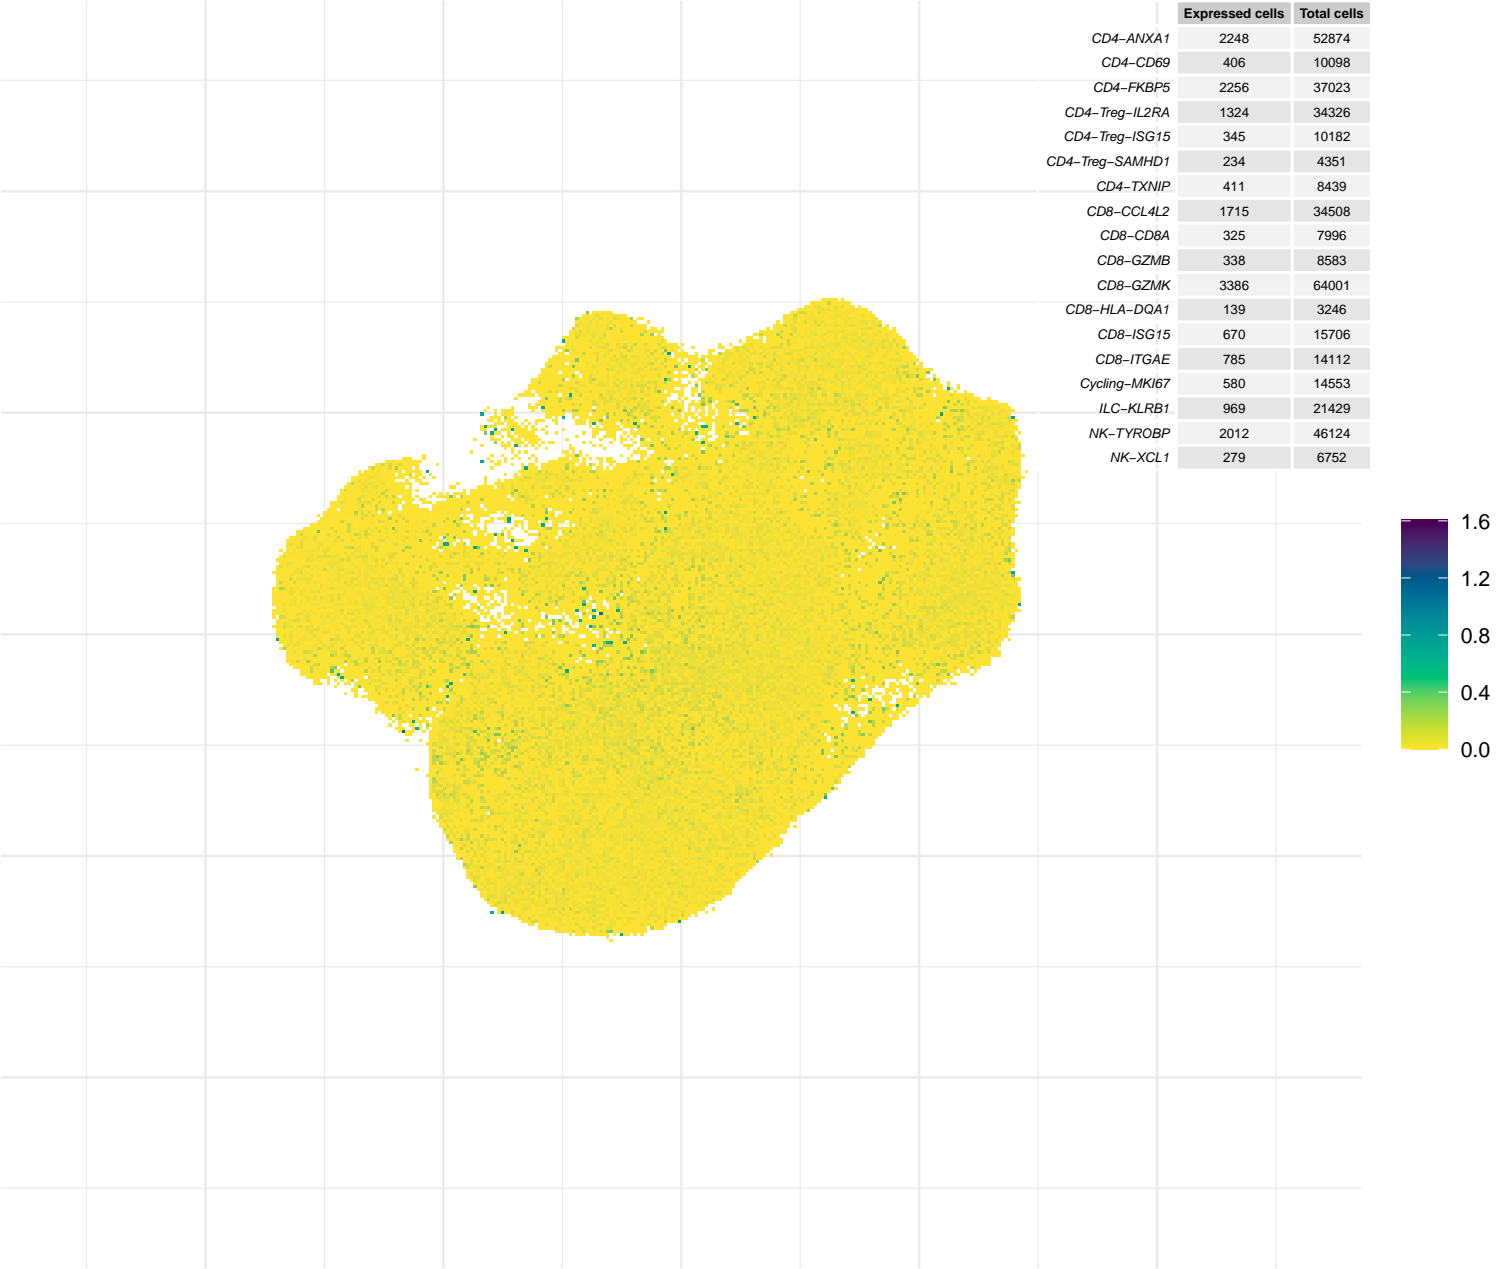 Expressed cells Total cells
CD4−ANXA1 2248 52874
CD4−CD69 406 10098
CD4−FKBP5 2256 37023
CD4−Treg−IL2RA 1324 34326
CD4−Treg−ISG15 345 10182
CD4−Treg−SAMHD1 234 4351
CD4−TXNIP 411 8439
CD8−CCL4L2 1715 34508
CD8−CD8A 325 7996
CD8−GZMB 338 8583
CD8−GZMK 3386 64001
CD8−HLA−DQA1 139 3246
CD8−ISG15 670 15706
CD8−ITGAE 785 14112
Cycling−MKI67 580 14553
ILC−KLRB1 969 21429
NK−TYROBP 2012 46124
NK−XCL1 279 6752
1.6
1.2
0.8
0.4
0.0